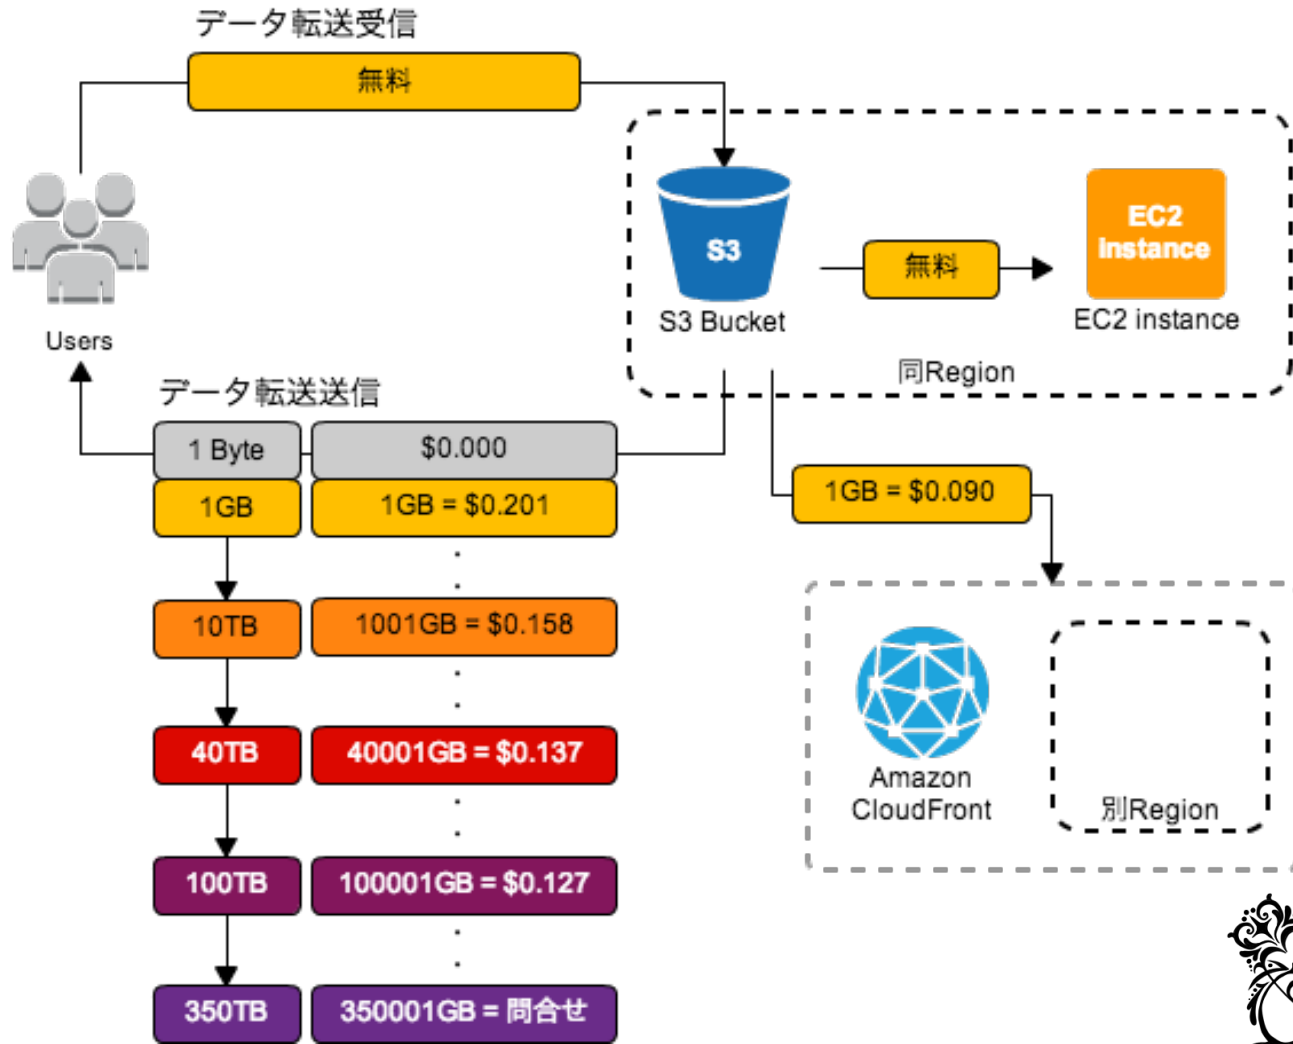 データ転送受信
無料
S3
S3 Bucket
無料
EC2
Instance
EC2 instance
同Region
Users
データ転送送信
1 Byte
$0.000
1GB
1GB = $0.201
10TB
1001GB = $0.158
40TB
40001GB = $0.137
100TB
100001GB = $0.127
350TB
350001GB = 問合せ
1GB = $0.090
Amazon
CloudFront
別Region